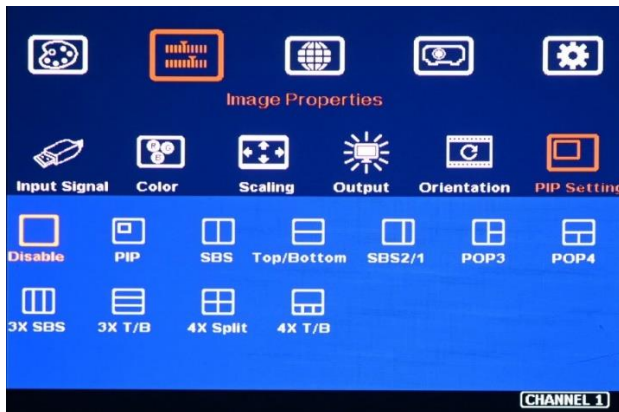 Image Properties
Input Signal Color Scaling Output Orientation PIP Setting
Disable PIP SBS Top/Bottom SBS2/1 POP3 POP4
3X SBS 3X T/B 4X Split 4X T/B
CHANNEL 1